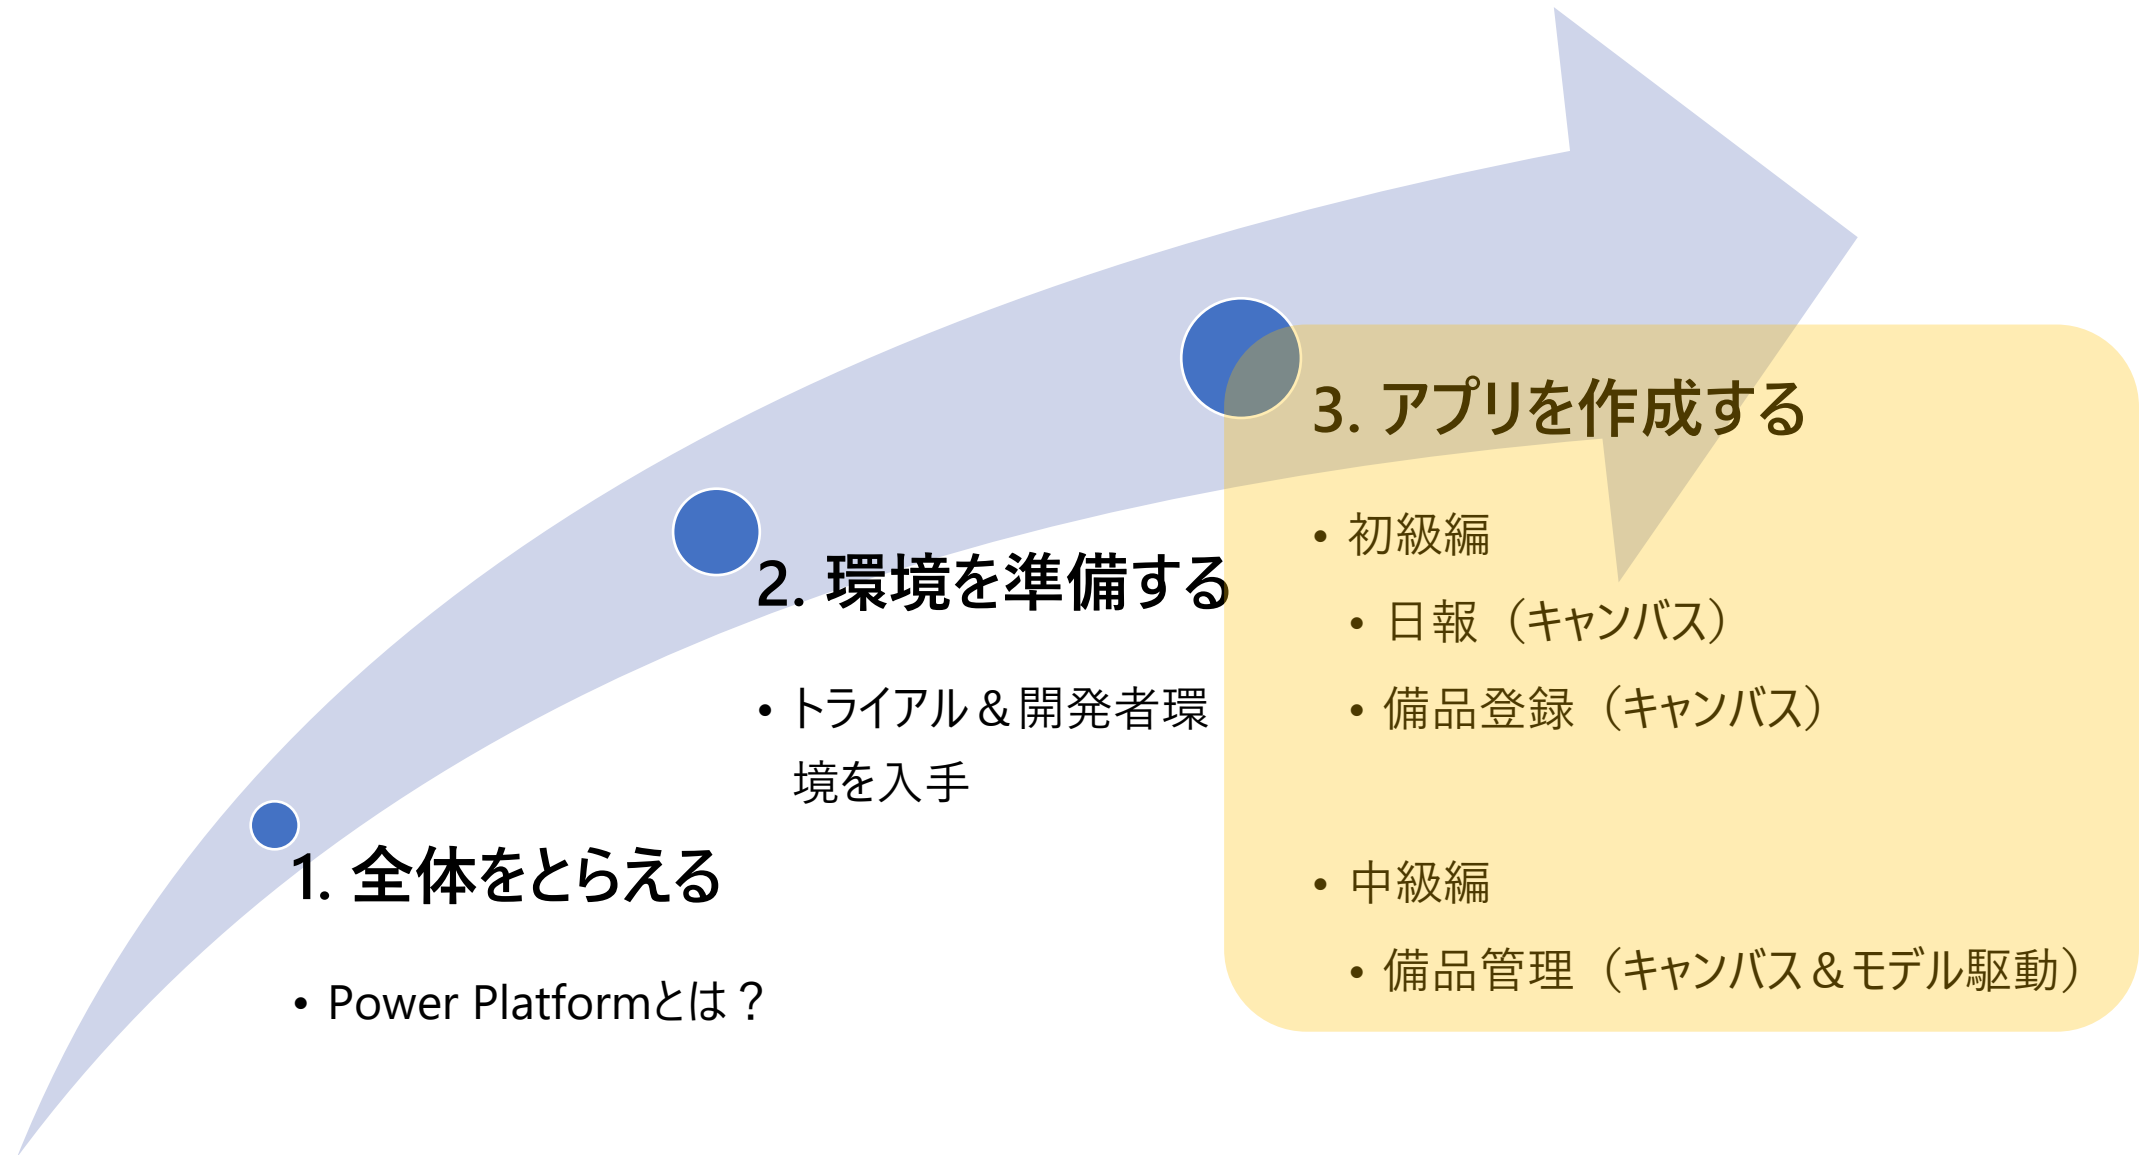 1. 全体をとらえる
• Power Platformとは？
2. 環境を準備する
• トライアル＆開発者環
境を入手
3. アプリを作成する
• 初級編
• 日報（キャンバス）
• 備品登録（キャンバス）
• 中級編
• 備品管理（キャンバス＆モデル駆動）